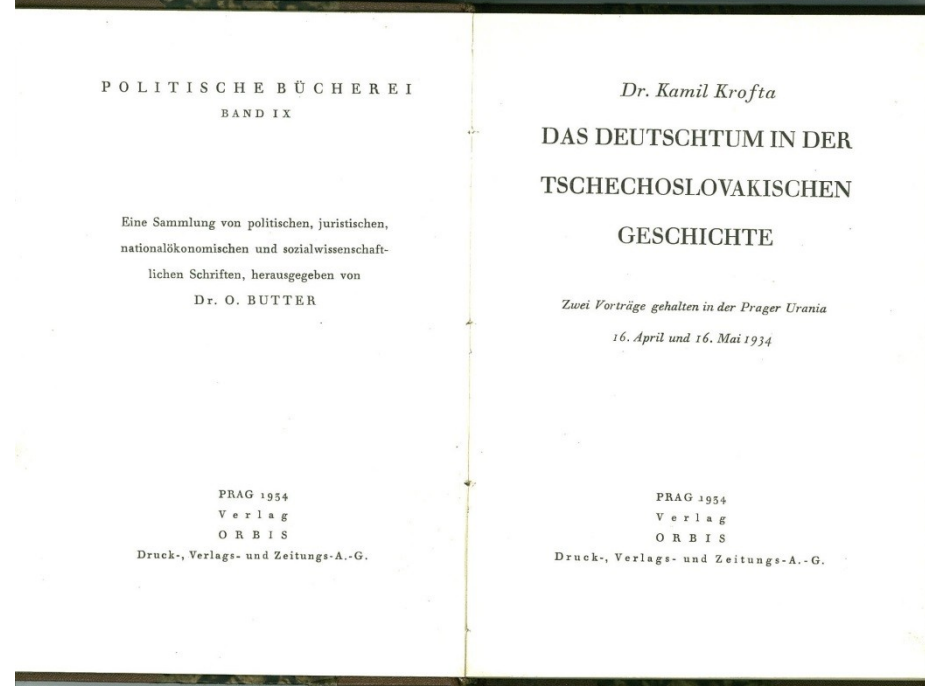 POLITISCHE BÜCHEREI
BAND IX
Eine Sammlung von politischen, juristischen,
nationalökonomischen und sozialwissenschaft-
lichen Schriften, herausgegeben von
Dr. O. BUTTER
PRAG 1934
Verlag
ORBIS
Druck-, Verlags- und Zeitungs-A.-G.
Dr. Kamil Krofta
DAS DEUTSCHTUM IN DER
TSCHECHOSLOVAKISCHEN
GESCHICHTE
Zwei Vorträge gehalten in der Prager Urania
16. April und 16. Mai 1934
PRAG 1934
Verlag
ORBIS
Druck-, Verlags- und Zeitungs-A.-G.